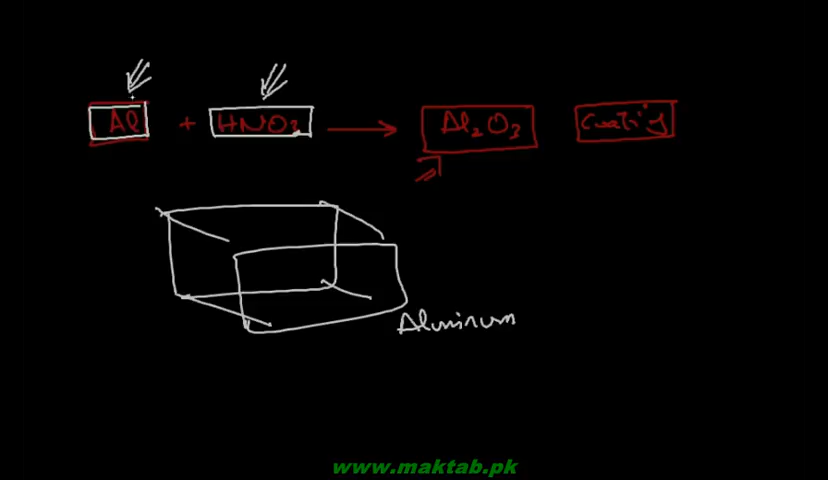 Al + HNO₃ → Al₂O₃ Coating
Aluminum
www.maktab.pk